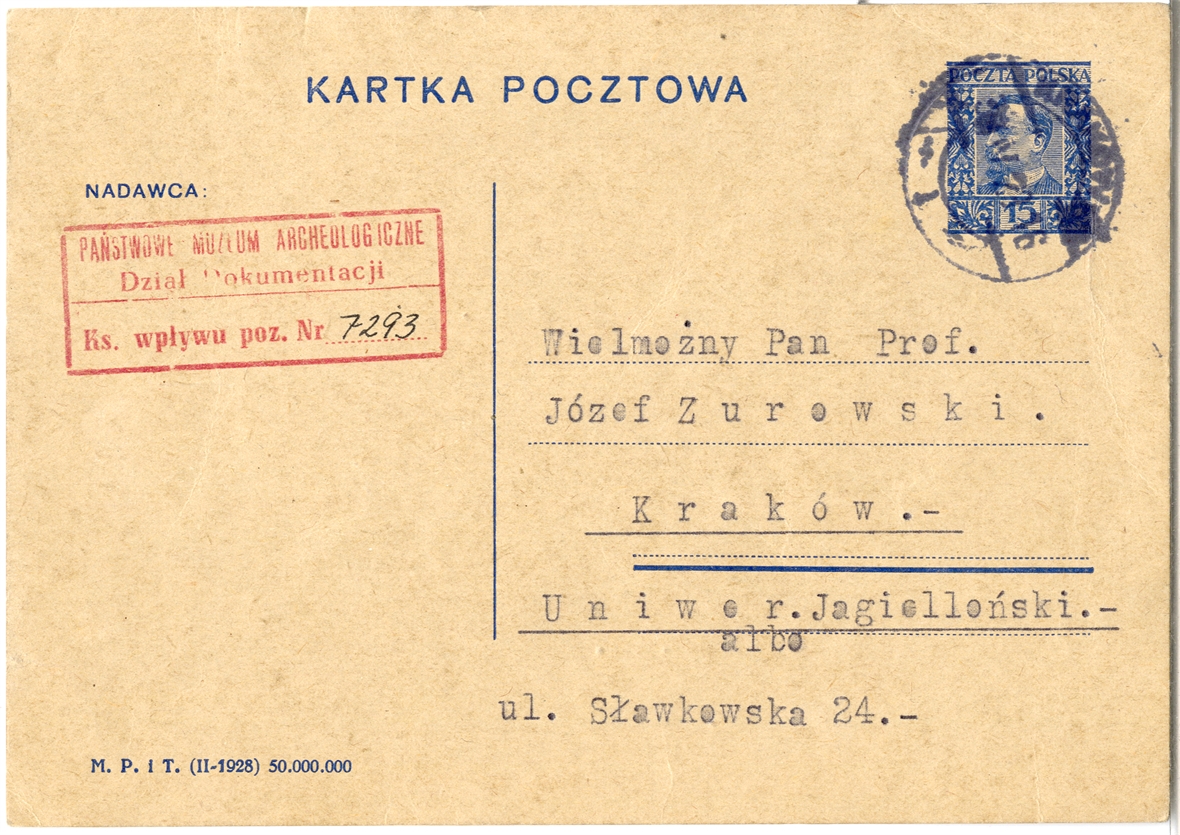 KARTKA POCZTOWA
POCZTA POLSKA
15
NADAWCA:
PAŃSTWOWE MUZEUM ARCHEOLOGICZNE
Dział Dokumentacji
Ks. wpływu poz. Nr 7293
Wielmożny Pan Prof.
Józef Zurowski.
Kraków.-
Uniwer.Jagielloński.-
albo
ul. Sławkowska 24.-
M. P. i T. (II-1928) 50.000.000